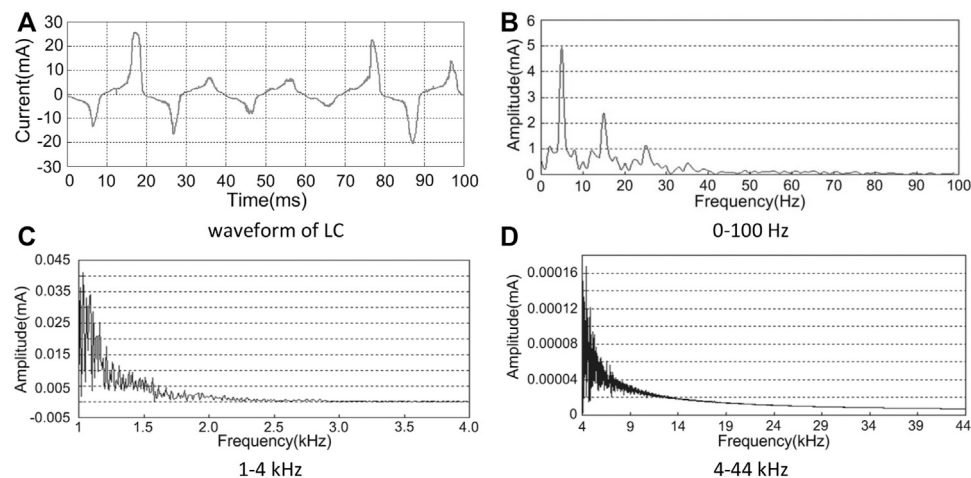 A
Current(mA)
30
20
10
0
-10
-20
-30
0 10 20 30 40 50 60 70 80 90 100
Time(ms)
waveform of LC
B
Amplitude(mA)
6
5
4
3
2
1
0
0 10 20 30 40 50 60 70 80 90 100
Frequency(Hz)
0-100 Hz
C
Amplitude(mA)
0.045
0.035
0.025
0.015
0.005
-0.005
1 1.5 2.0 2.5 3.0 3.5 4.0
Frequency(kHz)
1-4 kHz
D
Amplitude(mA)
0.00016
0.00012
0.00008
0.00004
0
4 9 14 19 24 29 34 39 44
Frequency(kHz)
4-44 kHz